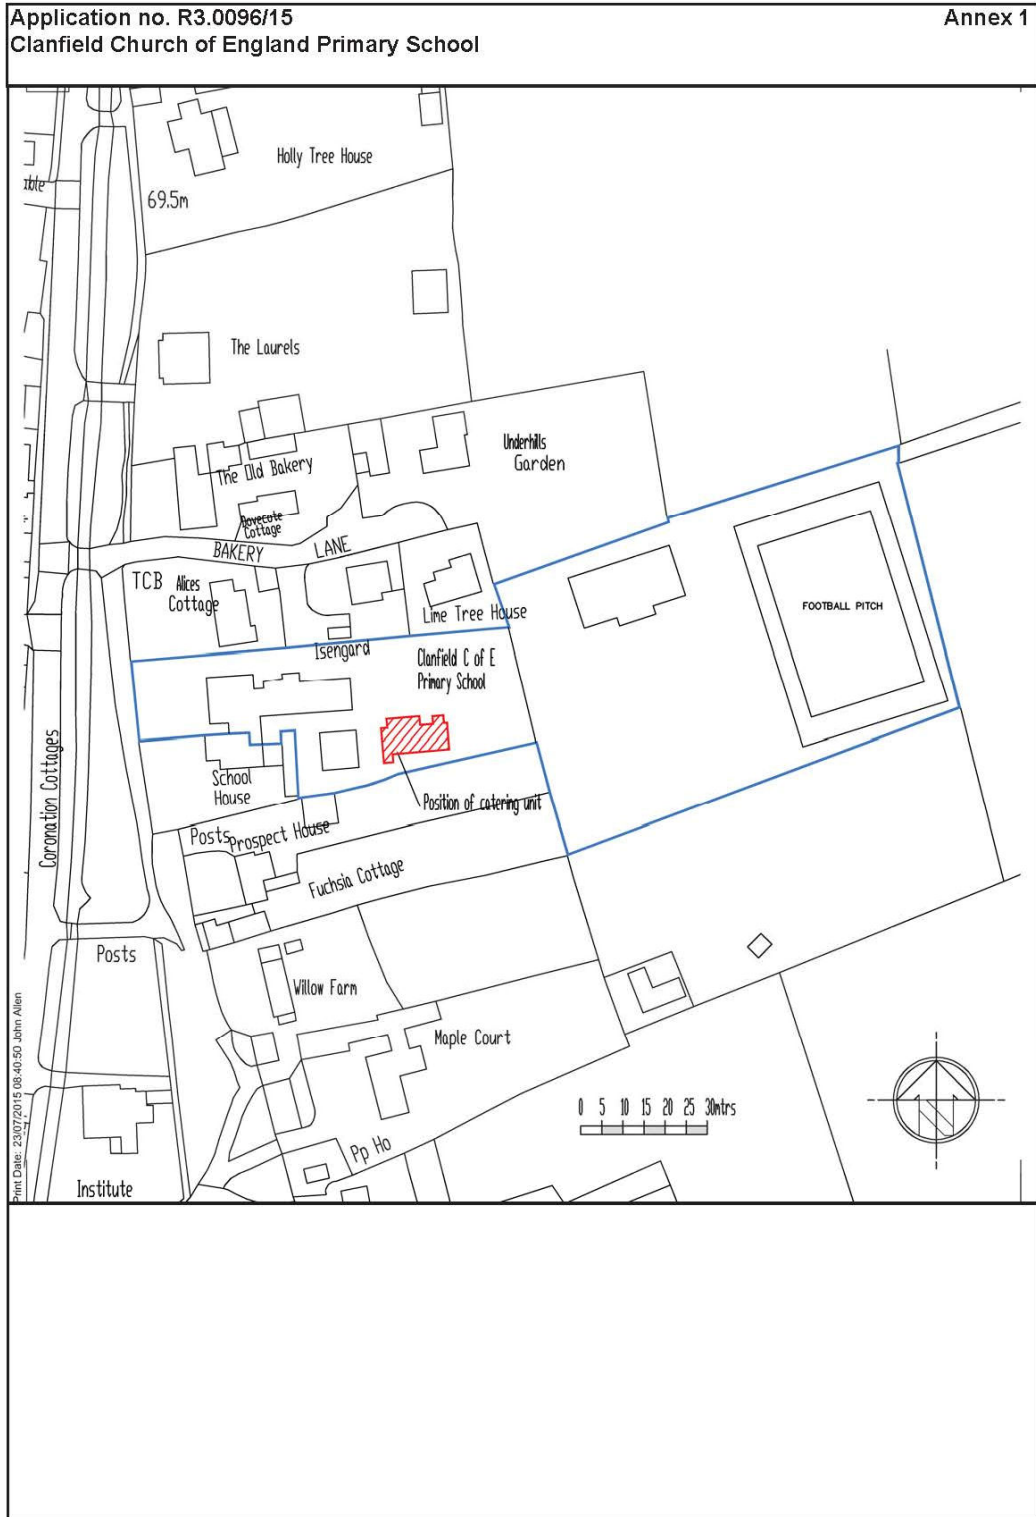 Application no. R3.0096/15
Annex 1
Clanfield Church of England Primary School
Holly Tree House
69.5m
The Laurels
Underhills
Garden
The Old Bakery
Dovecote
Cottage
BAKERY LANE
TCB
Alices
Cottage
FOOTBALL PITCH
Lime Tree House
Isengard
Clanfield C of E
Primary School
Coronation Cottages
School
House
Position of catering unit
Posts
Prospect House
Fuchsia Cottage
Posts
Willow Farm
Maple Court
0 5 10 15 20 25 30mtrs
N
Pp Ho
Institute
Print Date: 23/07/2015 08:40:50 John Allen